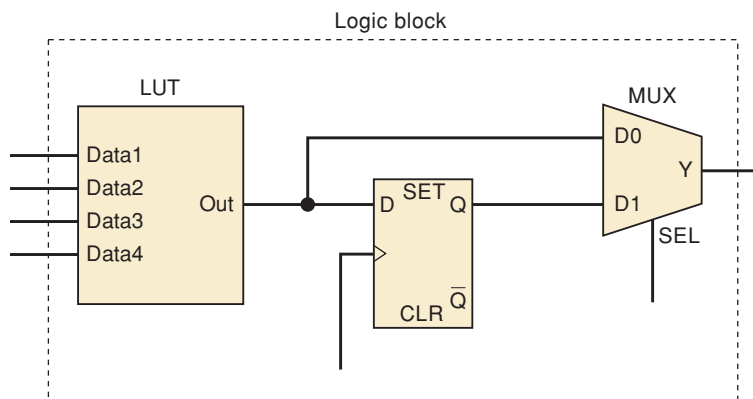 Logic block
LUT
MUX
Data1
Data2
Data3
Data4
Out
D
SET
Q
CLR
Q̅
D0
D1
Y
SEL